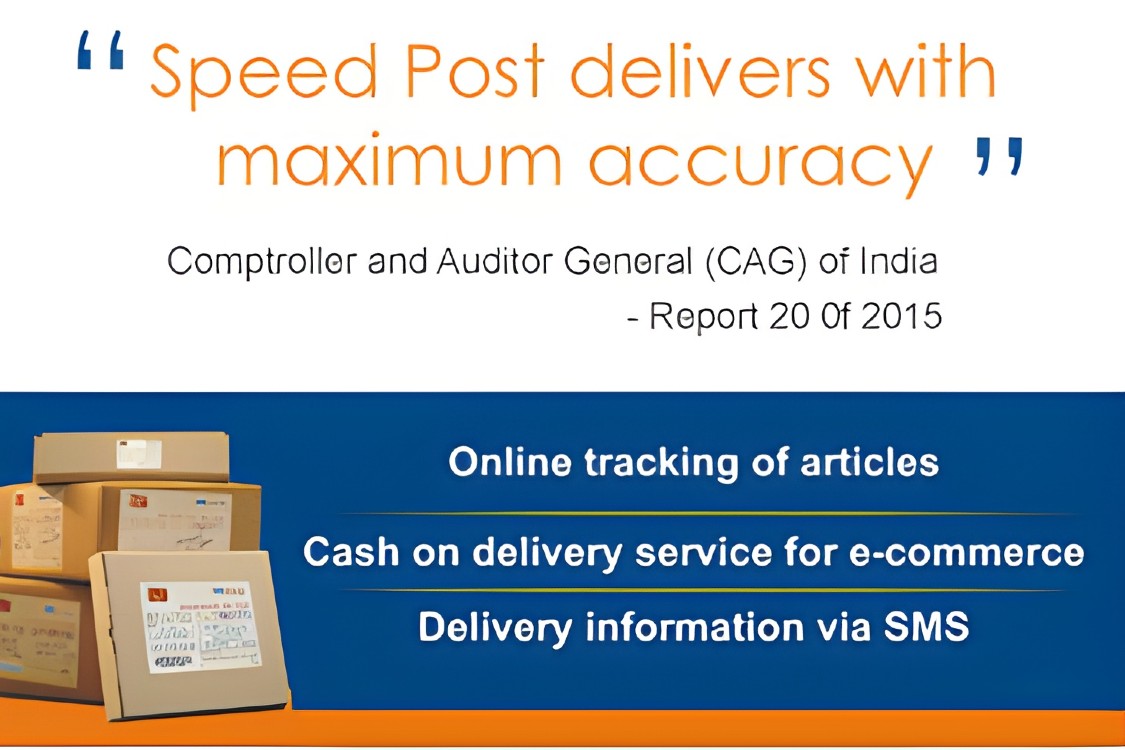 “ Speed Post delivers with
maximum accuracy ”
Comptroller and Auditor General (CAG) of India
- Report 20 0f 2015
Online tracking of articles
Cash on delivery service for e-commerce
Delivery information via SMS